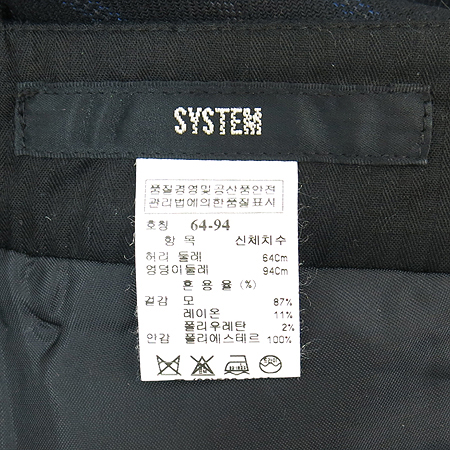 SYSTEM
품질경영및공산품안전
관리법에의한품질표시
호칭 64-94
항 목 신체치수
허리 둘레 64Cm
엉덩이둘레 94Cm
혼 용 율 (%)
겉감 모 87%
레이온 11%
폴리우레탄 2%
안감 폴리에스테르 100%